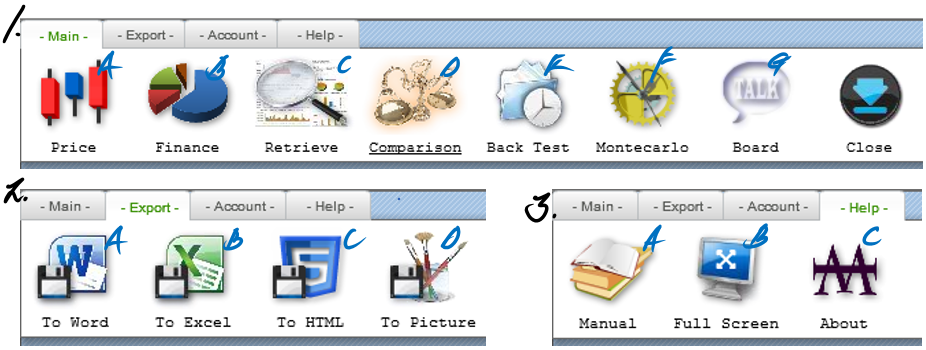 1.
- Main - - Export - - Account - - Help -
A B C D E F G
TALK
Price Finance Retrieve Comparison Back Test Montecarlo Board Close
2.
- Main - - Export - - Account - - Help -
A B C D
W X 5
To Word To Excel To HTML To Picture
3.
- Main - - Export - - Account - - Help -
A B C
Manual Full Screen About